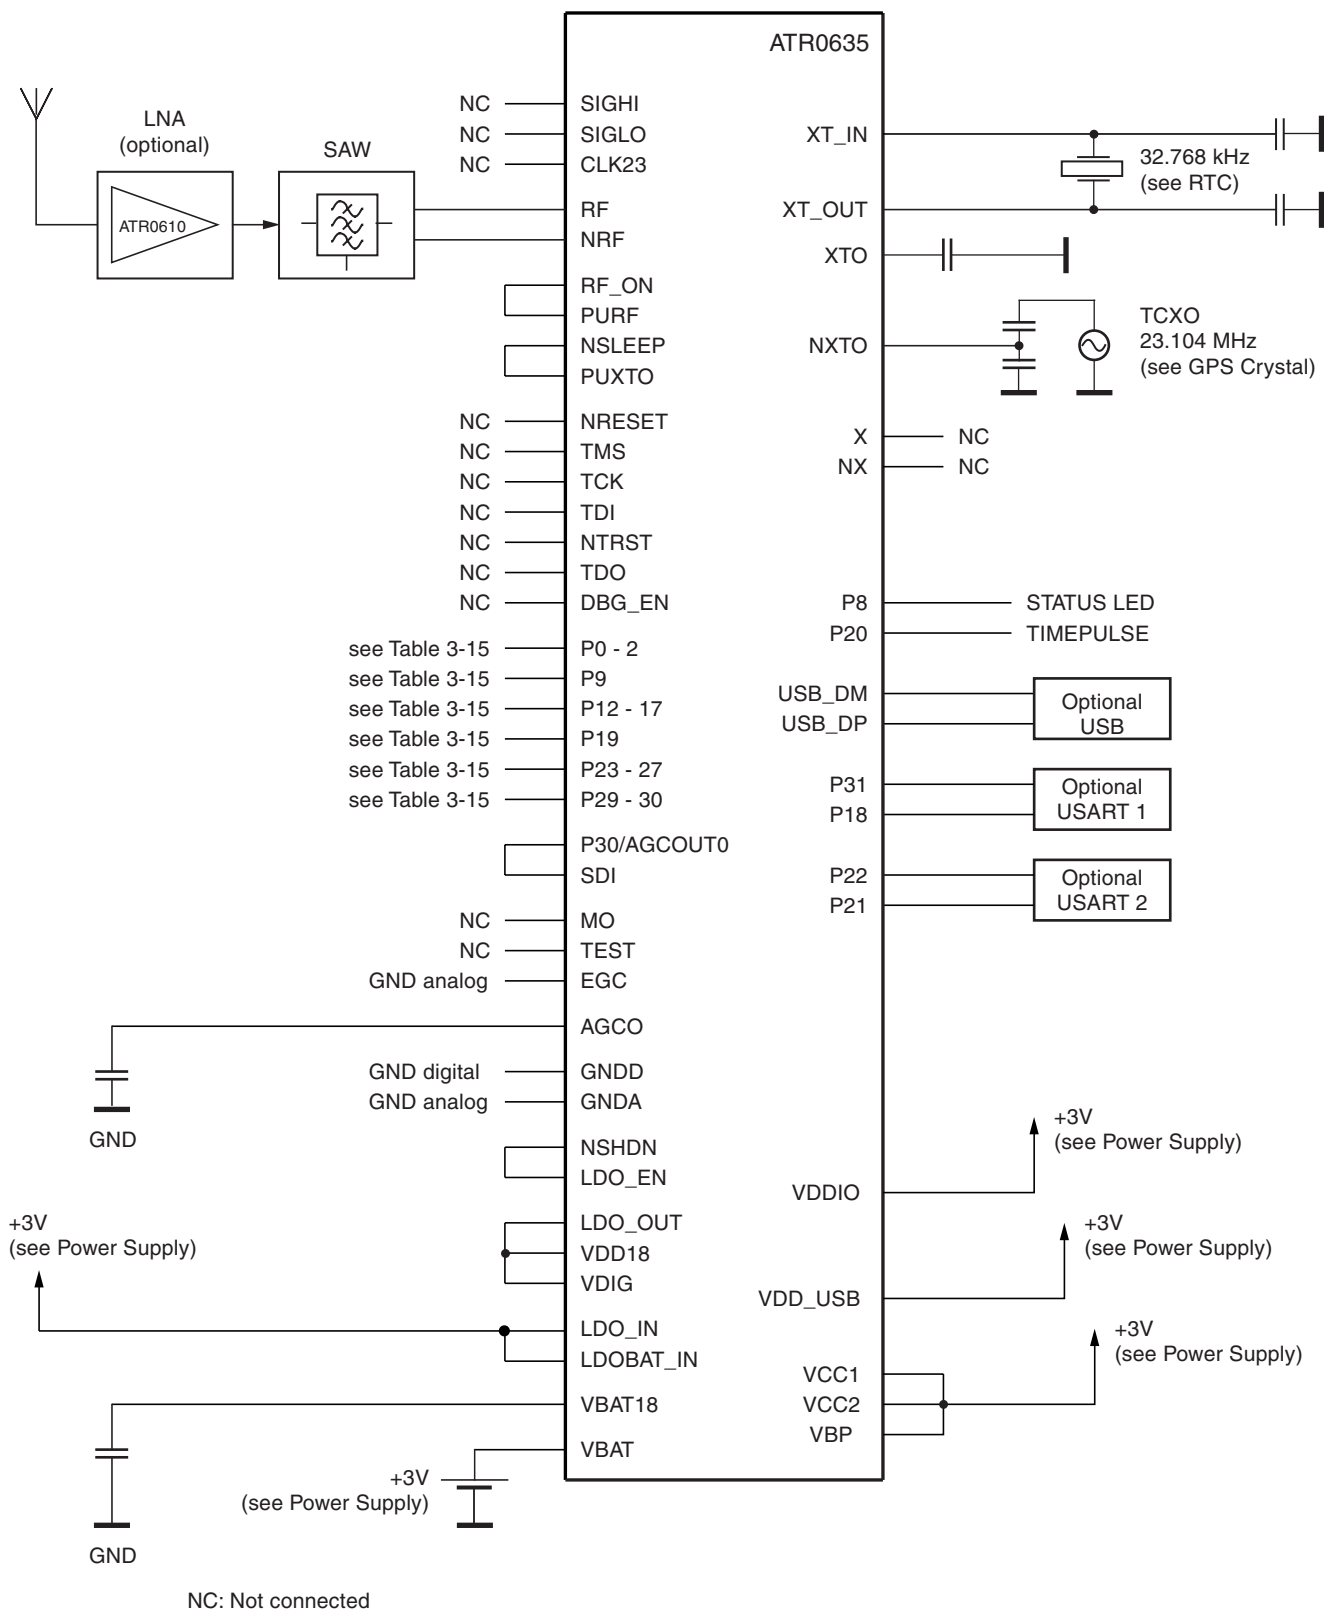 ATR0635
LNA
(optional)
ATR0610
SAW
NC SIGHI
NC SIGLO
NC CLK23
RF
NRF
RF_ON
PURF
NSLEEP
PUXTO
NC NRESET
NC TMS
NC TCK
NC TDI
NC NTRST
NC TDO
NC DBG_EN
see Table 3-15 P0 - 2
see Table 3-15 P9
see Table 3-15 P12 - 17
see Table 3-15 P19
see Table 3-15 P23 - 27
see Table 3-15 P29 - 30
P30/AGCOUT0
SDI
NC MO
NC TEST
GND analog EGC
AGCO
GND
GND digital GNDD
GND analog GNDA
NSHDN
LDO_EN
LDO_OUT
VDD18
VDIG
+3V
(see Power Supply)
LDO_IN
LDOBAT_IN
VBAT18
GND
VBAT
+3V
(see Power Supply)
XT_IN
32.768 kHz
(see RTC)
XT_OUT
XTO
NXTO
TCXO
23.104 MHz
(see GPS Crystal)
X NC
NX NC
P8 STATUS LED
P20 TIMEPULSE
USB_DM
USB_DP
Optional
USB
P31
P18
Optional
USART 1
P22
P21
Optional
USART 2
VDDIO
+3V
(see Power Supply)
VDD_USB
+3V
(see Power Supply)
VCC1
VCC2
VBP
+3V
(see Power Supply)
NC: Not connected